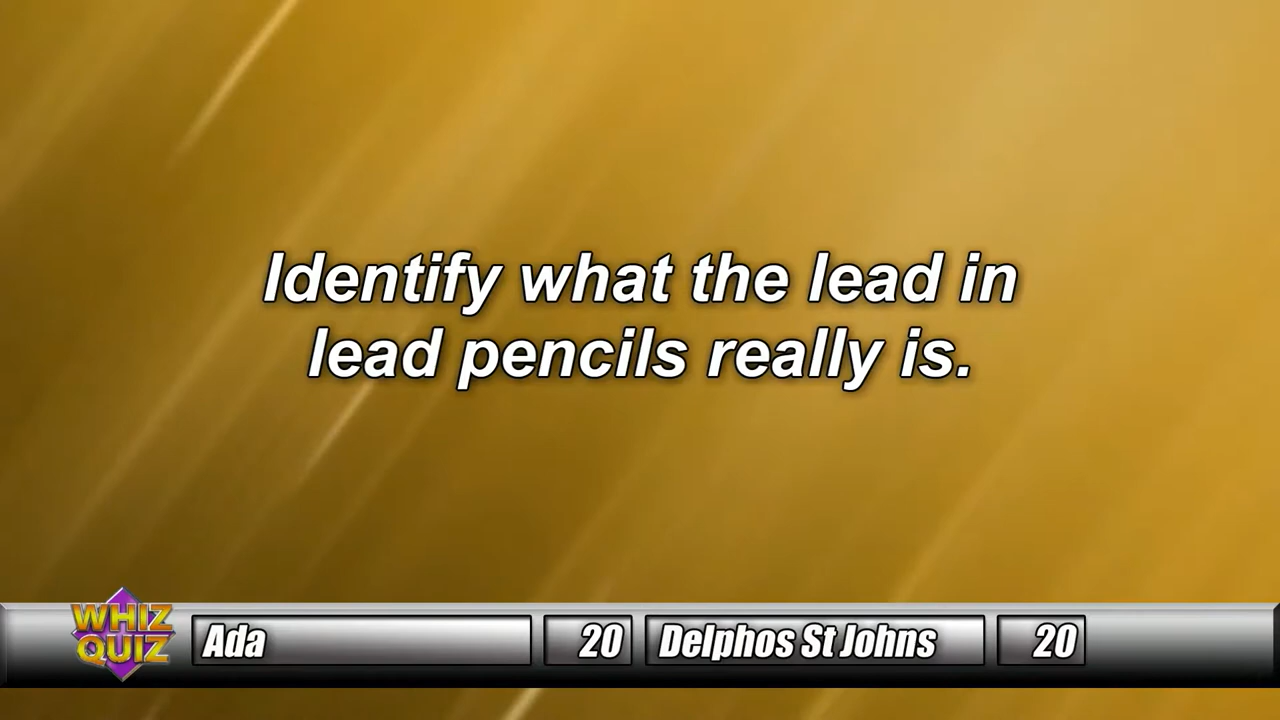 Identify what the lead in
lead pencils really is.
WHIZ
QUIZ
Ada 20 Delphos St Johns 20